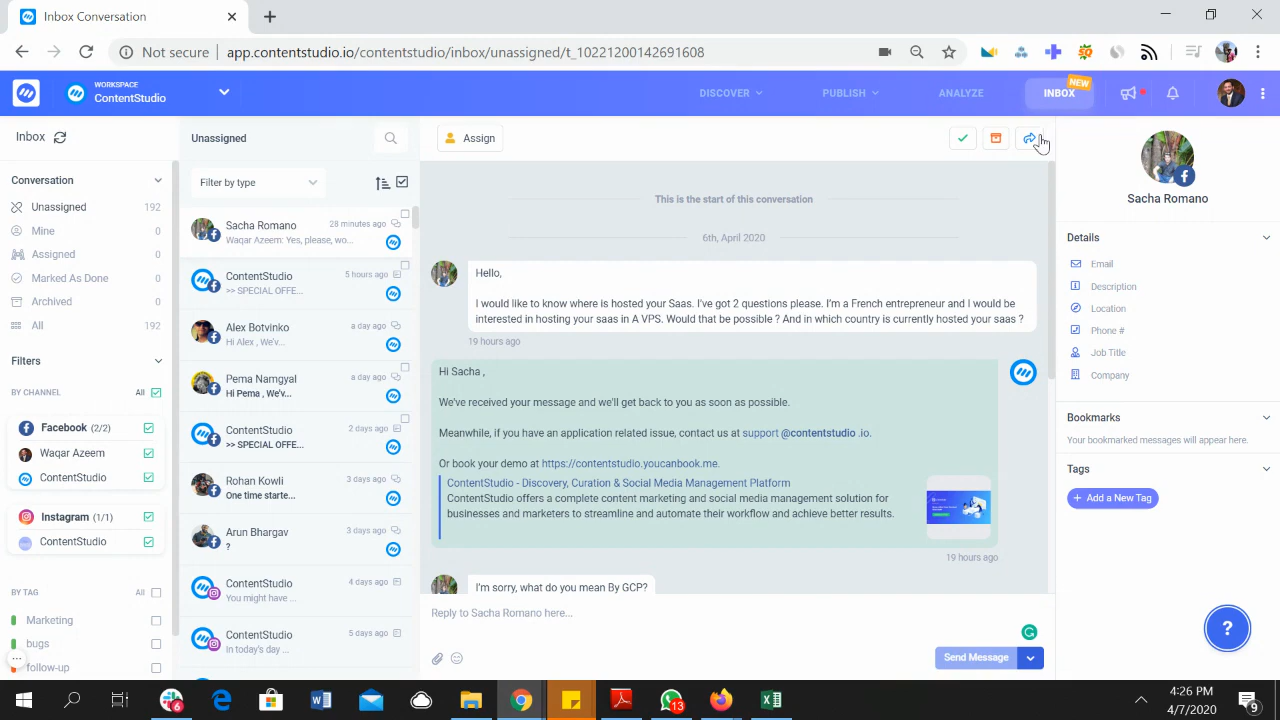 Inbox Conversation
Not secure
app.contentstudio.io/contentstudio/inbox/unassigned/t_10221200142691608
WORKSPACE
ContentStudio
DISCOVER
PUBLISH
ANALYZE
INBOX
NEW
Inbox
Conversation
Unassigned 192
Mine 0
Assigned 0
Marked As Done 0
Archived 0
All 192
Filters
BY CHANNEL All
Facebook (2/2)
Waqar Azeem
ContentStudio
Instagram (1/1)
ContentStudio
BY TAG All
Marketing
bugs
follow-up
Unassigned
Filter by type
Sacha Romano 28 minutes ago
Waqar Azeem: Yes, please, wo...
ContentStudio 5 hours ago
>> SPECIAL OFFE...
Alex Botvinko a day ago
Hi Alex , We'v...
Pema Namgyal a day ago
Hi Pema , We'v...
ContentStudio 2 days ago
>> SPECIAL OFFE...
Rohan Kowli 3 days ago
One time starte...
Arun Bhargav 3 days ago
?
ContentStudio 4 days ago
You might have ...
ContentStudio 5 days ago
In today's day ...
Assign
This is the start of this conversation
6th, April 2020
Hello,
I would like to know where is hosted your Saas. I've got 2 questions please. I'm a French entrepreneur and I would be
interested in hosting your saas in A VPS. Would that be possible ? And in which country is currently hosted your saas ?
19 hours ago
Hi Sacha ,
We've received your message and we'll get back to you as soon as possible.
Meanwhile, if you have an application related issue, contact us at support @contentstudio .io.
Or book your demo at https://contentstudio.youcanbook.me.
ContentStudio - Discovery, Curation & Social Media Management Platform
ContentStudio offers a complete content marketing and social media management solution for
businesses and marketers to streamline and automate their workflow and achieve better results.
19 hours ago
I'm sorry, what do you mean By GCP?
Reply to Sacha Romano here...
Send Message
Sacha Romano
Details
Email
Description
Location
Phone #
Job Title
Company
Bookmarks
Your bookmarked messages will appear here.
Tags
+ Add a New Tag
?
6
13
4:26 PM
4/7/2020
9